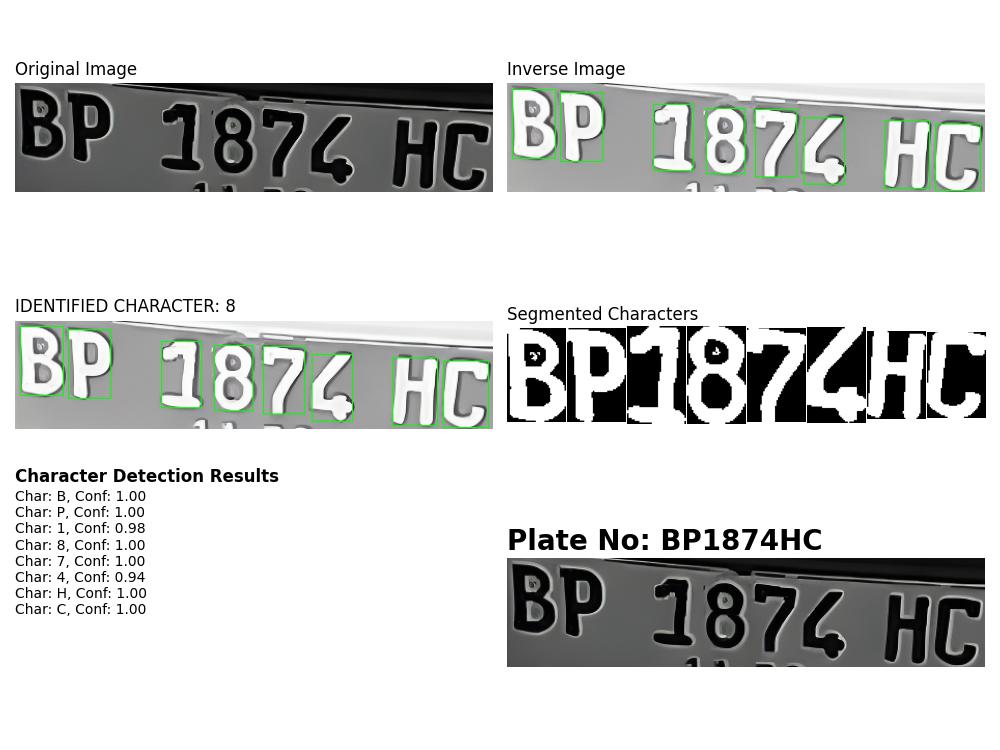 Original Image
BP 1874 HC
Inverse Image
BP 1874 HC
IDENTIFIED CHARACTER: 8
BP 1874 HC
Segmented Characters
BP1874HC
Character Detection Results
Char: B, Conf: 1.00
Char: P, Conf: 1.00
Char: 1, Conf: 0.98
Char: 8, Conf: 1.00
Char: 7, Conf: 1.00
Char: 4, Conf: 0.94
Char: H, Conf: 1.00
Char: C, Conf: 1.00
Plate No: BP1874HC
BP 1874 HC